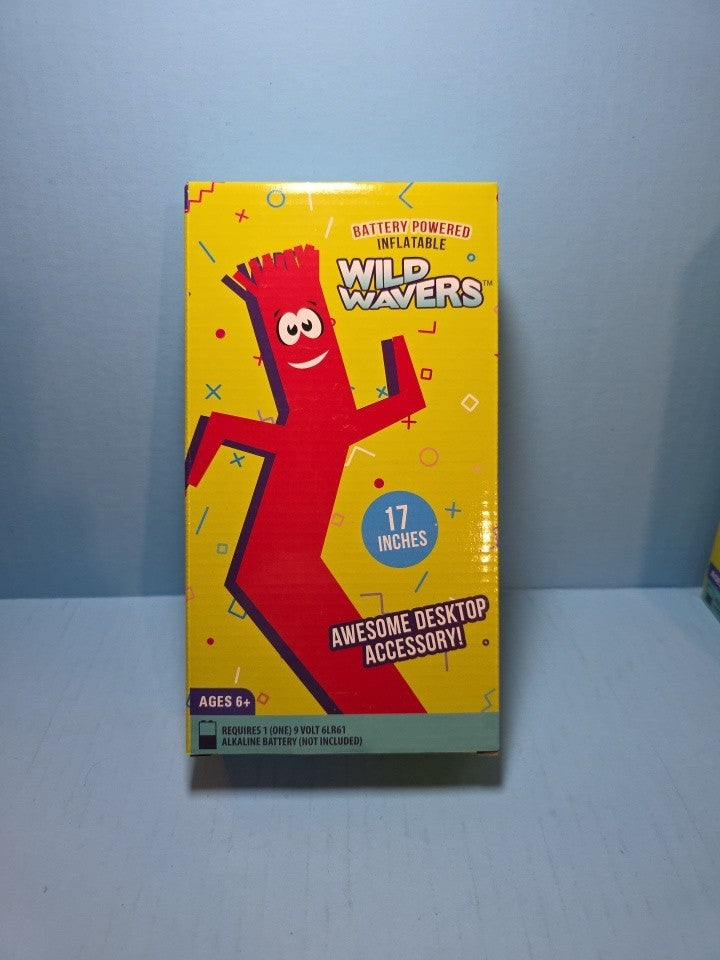 BATTERY POWERED
INFLATABLE
WILD
WAVERS™
17
INCHES
AWESOME DESKTOP
ACCESSORY!
AGES 6+
REQUIRES 1 (ONE) 9 VOLT 6LR61
ALKALINE BATTERY (NOT INCLUDED)